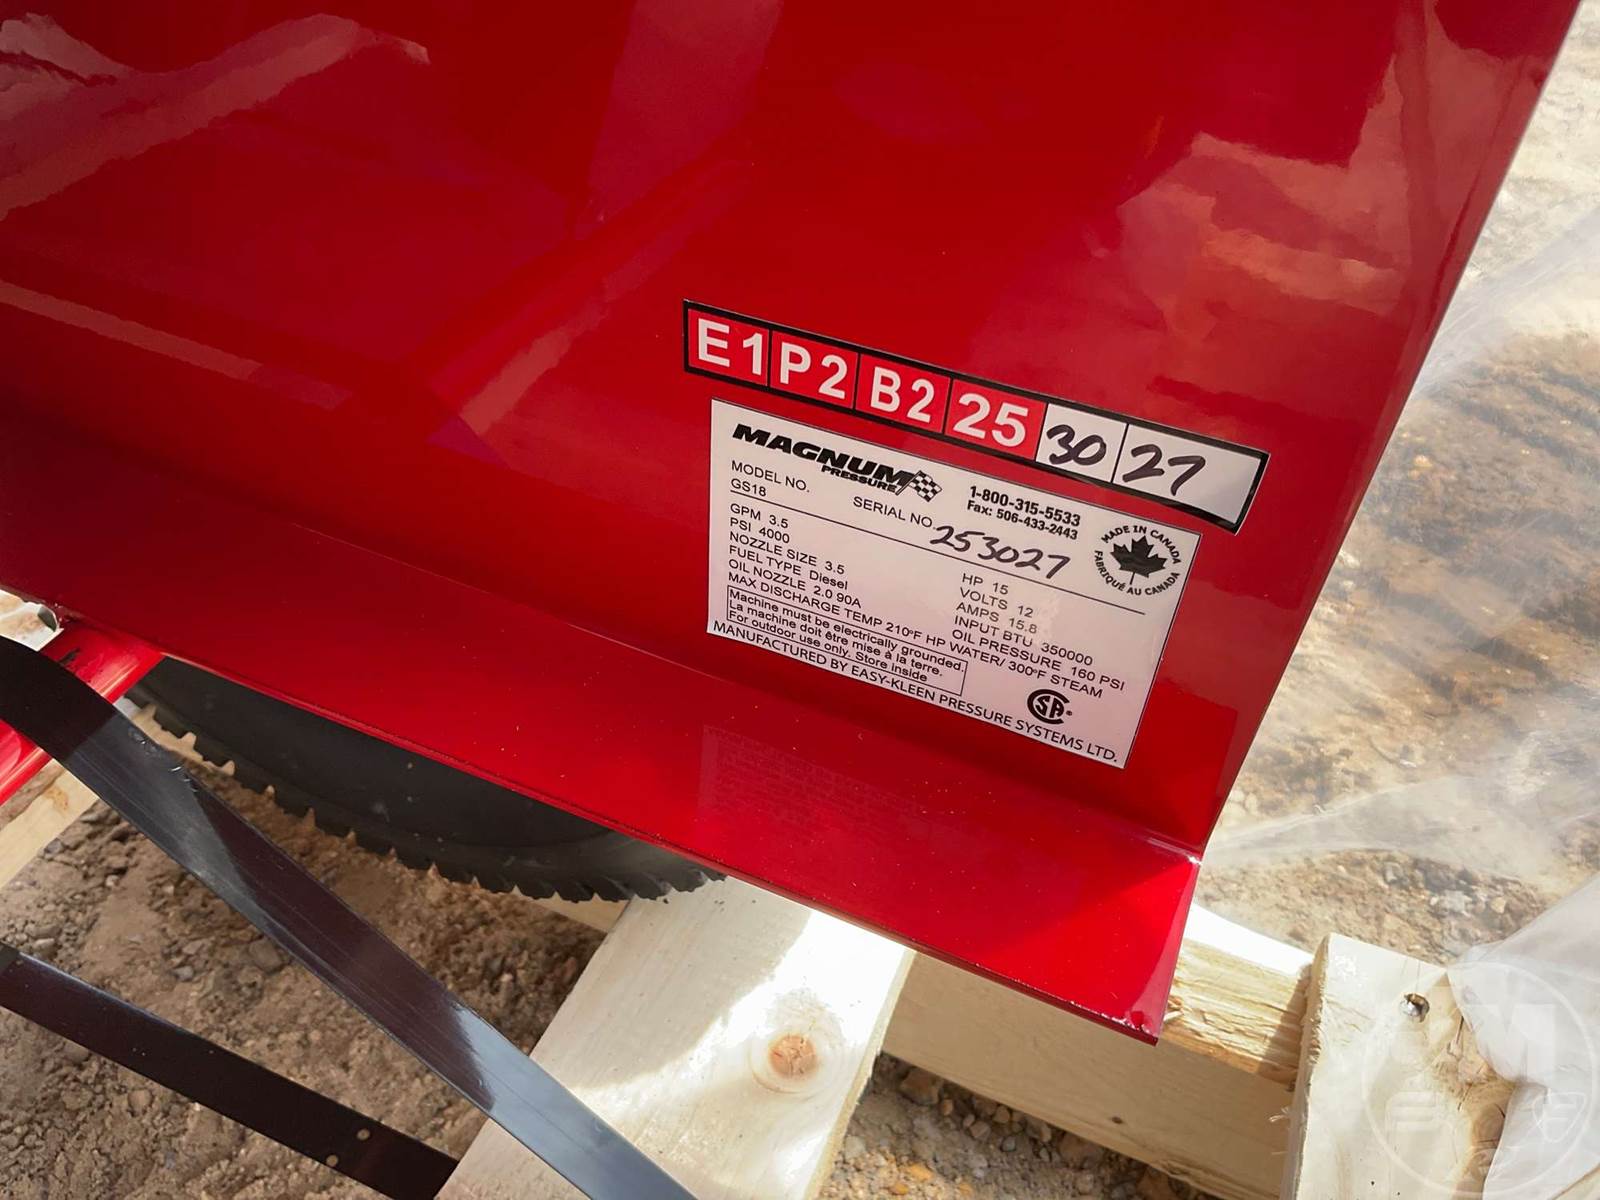 E1 P2 B2 25 30 27
MAGNUM
PRESSURE
1-800-315-5533
Fax: 506-433-2443
MODEL NO.
GS18
SERIAL NO. 253027
MADE IN CANADA
FABRIQUÉ AU CANADA
GPM 3.5
PSI 4000
NOZZLE SIZE 3.5
FUEL TYPE Diesel
OIL NOZZLE 2.0 90A
HP 15
VOLTS 12
AMPS 15.8
INPUT BTU 350000
OIL PRESSURE 160 PSI
MAX DISCHARGE TEMP 210°F HP WATER/ 300°F STEAM
Machine must be electrically grounded.
La machine doit être mise à la terre.
For outdoor use only. Store inside
MANUFACTURED BY EASY-KLEEN PRESSURE SYSTEMS LTD.